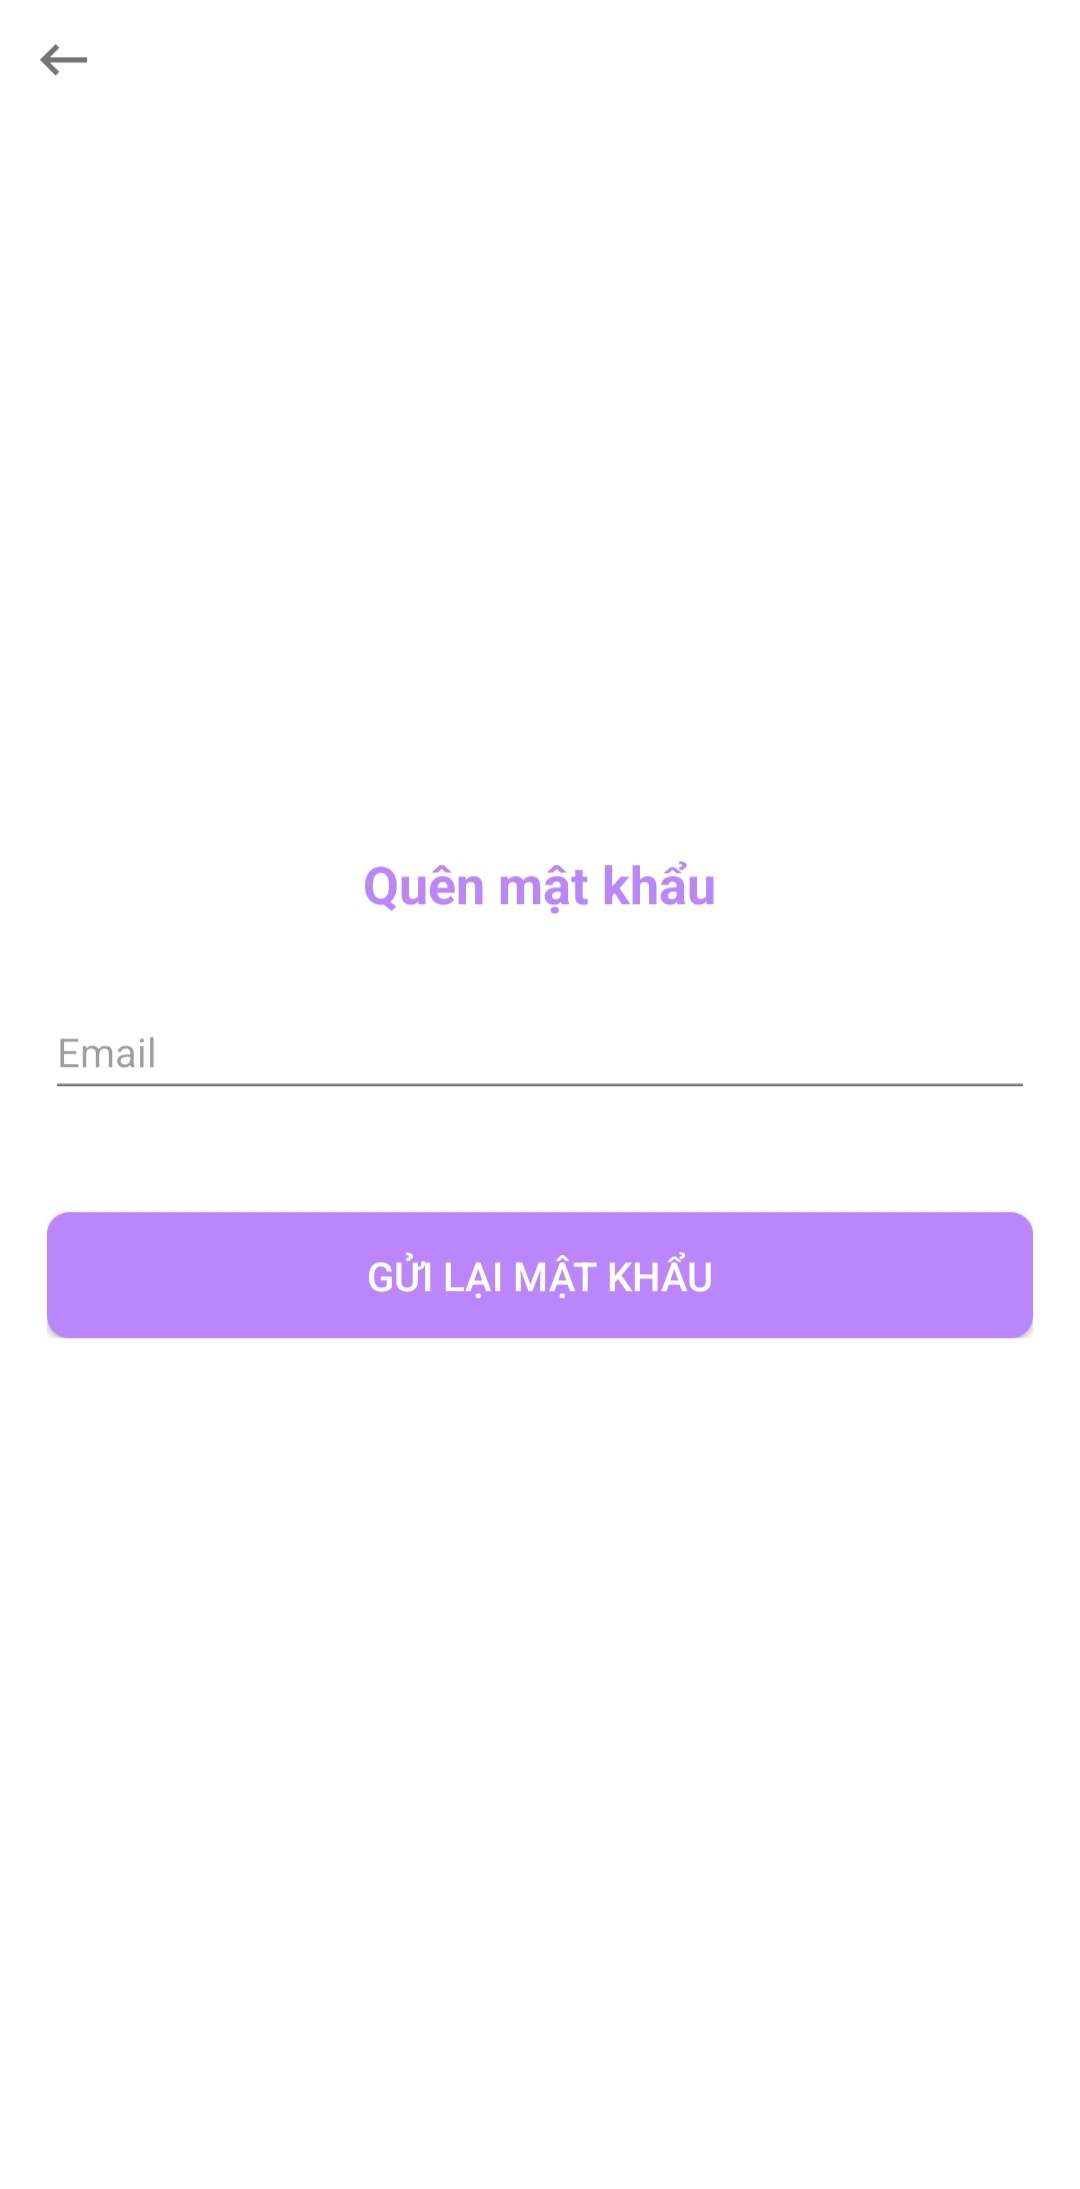 Quên mật khẩu
Email
GỬI LẠI MẬT KHẨU